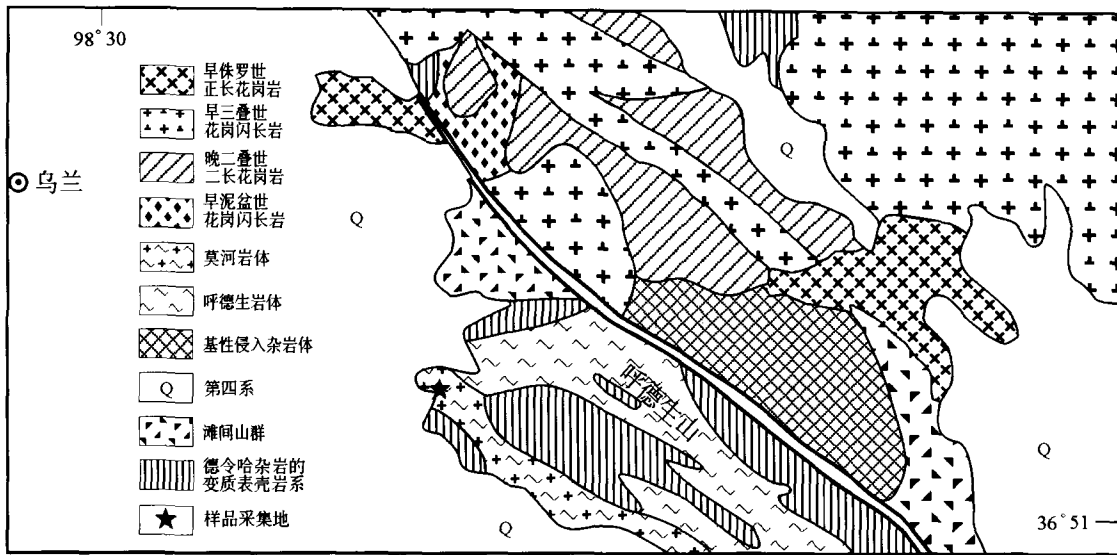 98°30
早侏罗世
正长花岗岩
早三叠世
花岗闪长岩
晚二叠世
二长花岗岩
早泥盆世
花岗闪长岩
莫河岩体
呼德生岩体
基性侵入杂岩体
Q
第四系
滩间山群
德令哈杂岩的
变质表壳岩系
样品采集地
乌兰
Q
Q
呼德生山
Q
Q
36°51